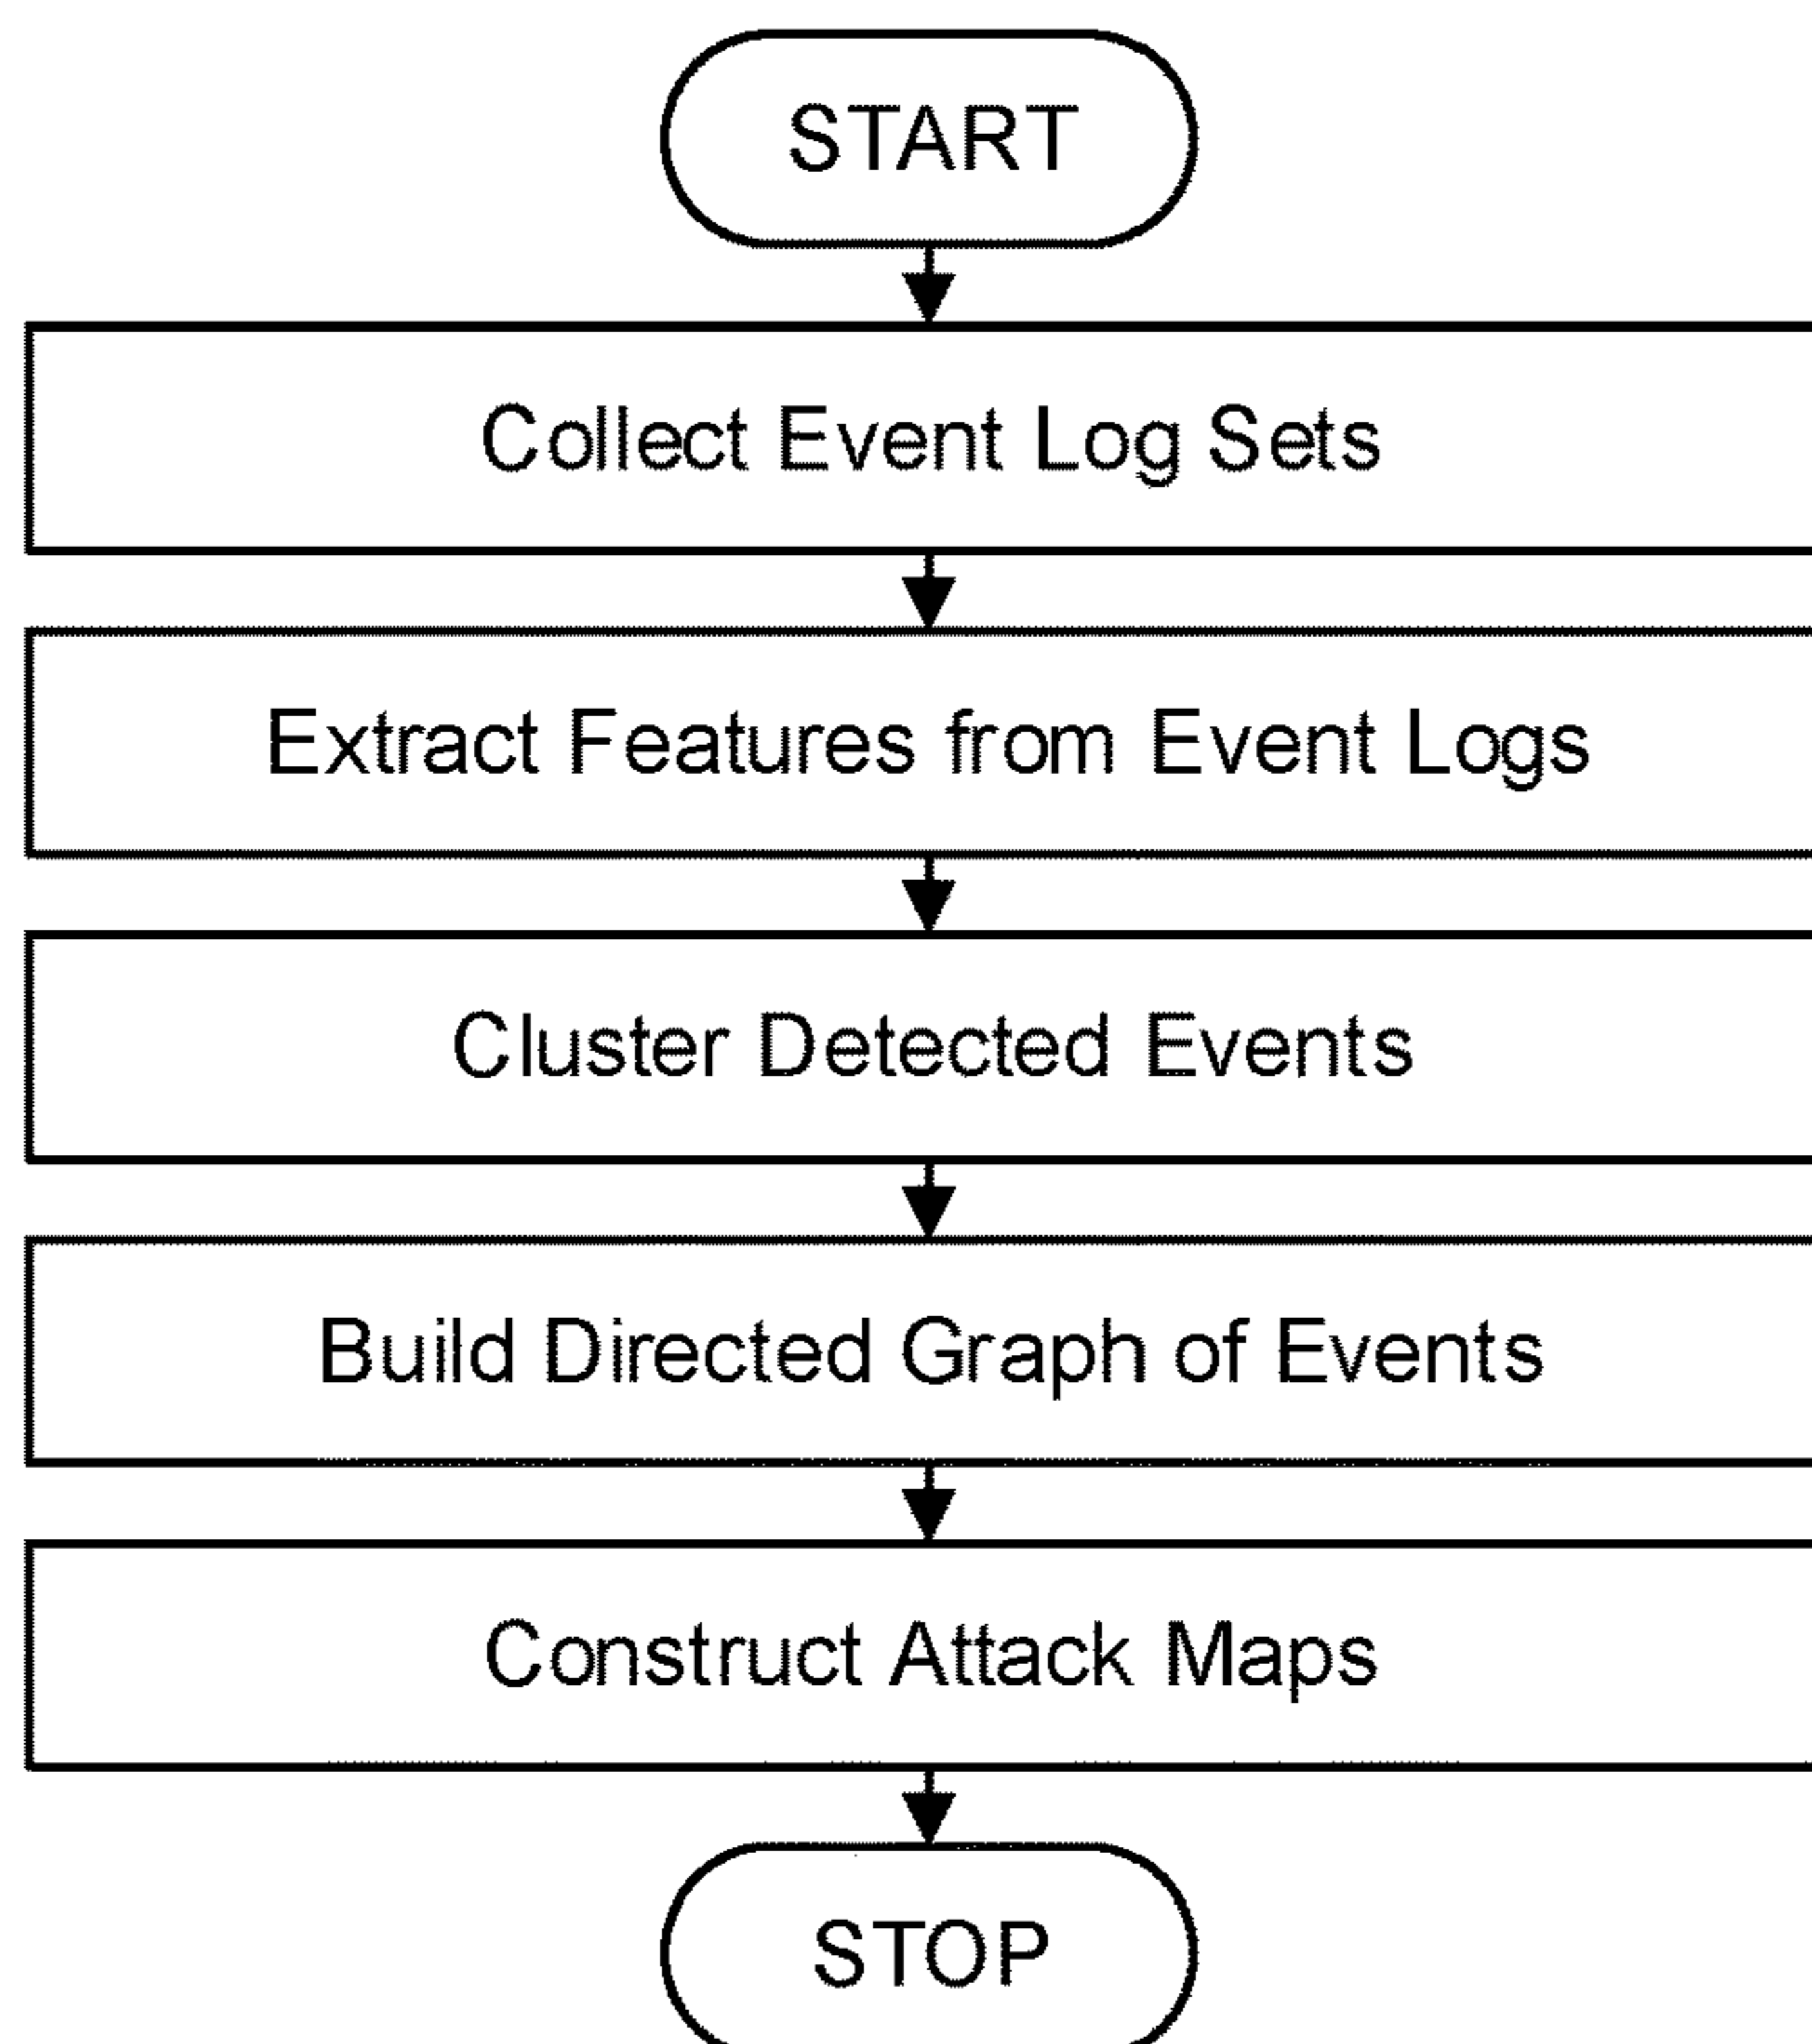 START
Collect Event Log Sets
Extract Features from Event Logs
Cluster Detected Events
Build Directed Graph of Events
Construct Attack Maps
STOP